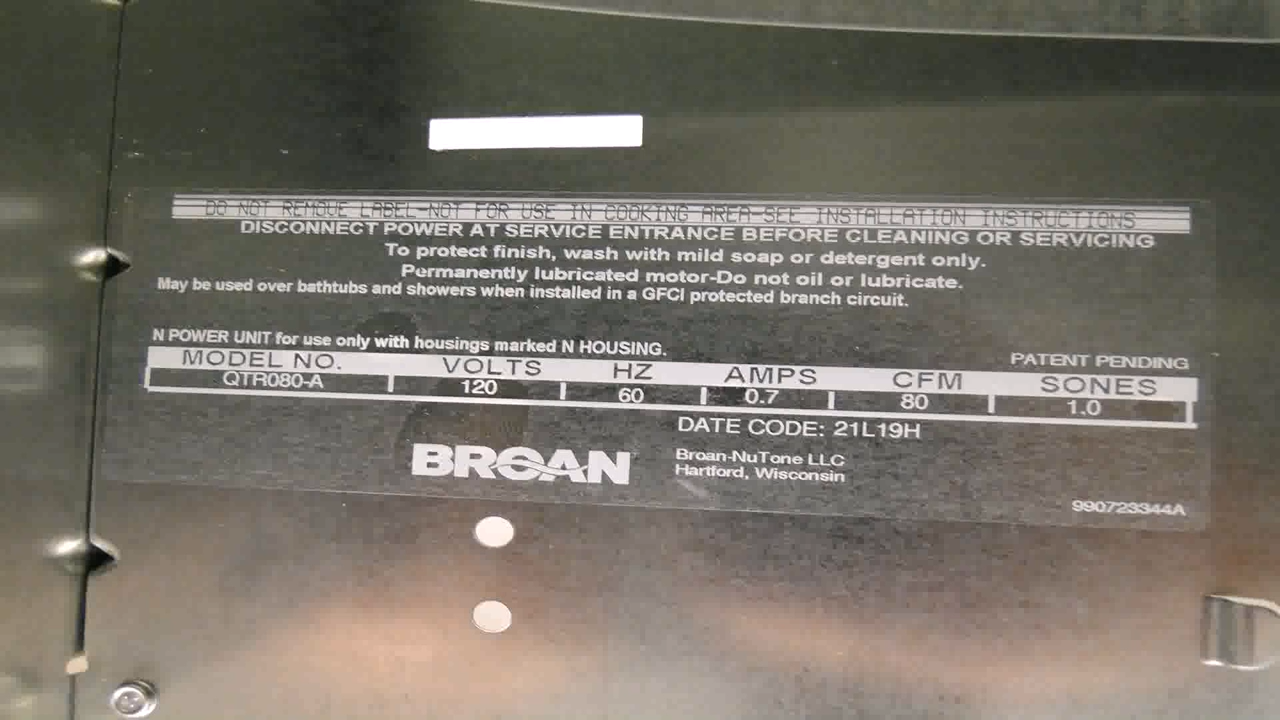 DO NOT REMOVE LABEL-NOT FOR USE IN COOKING AREA-SEE INSTALLATION INSTRUCTIONS
DISCONNECT POWER AT SERVICE ENTRANCE BEFORE CLEANING OR SERVICING
To protect finish, wash with mild soap or detergent only.
Permanently lubricated motor-Do not oil or lubricate.
May be used over bathtubs and showers when installed in a GFCI protected branch circuit.
N POWER UNIT for use only with housings marked N HOUSING.
PATENT PENDING
MODEL NO. VOLTS HZ AMPS CFM SONES
QTR080-A 120 60 0.7 80 1.0
DATE CODE: 21L19H
BROAN
Broan-NuTone LLC
Hartford, Wisconsin
990723344A